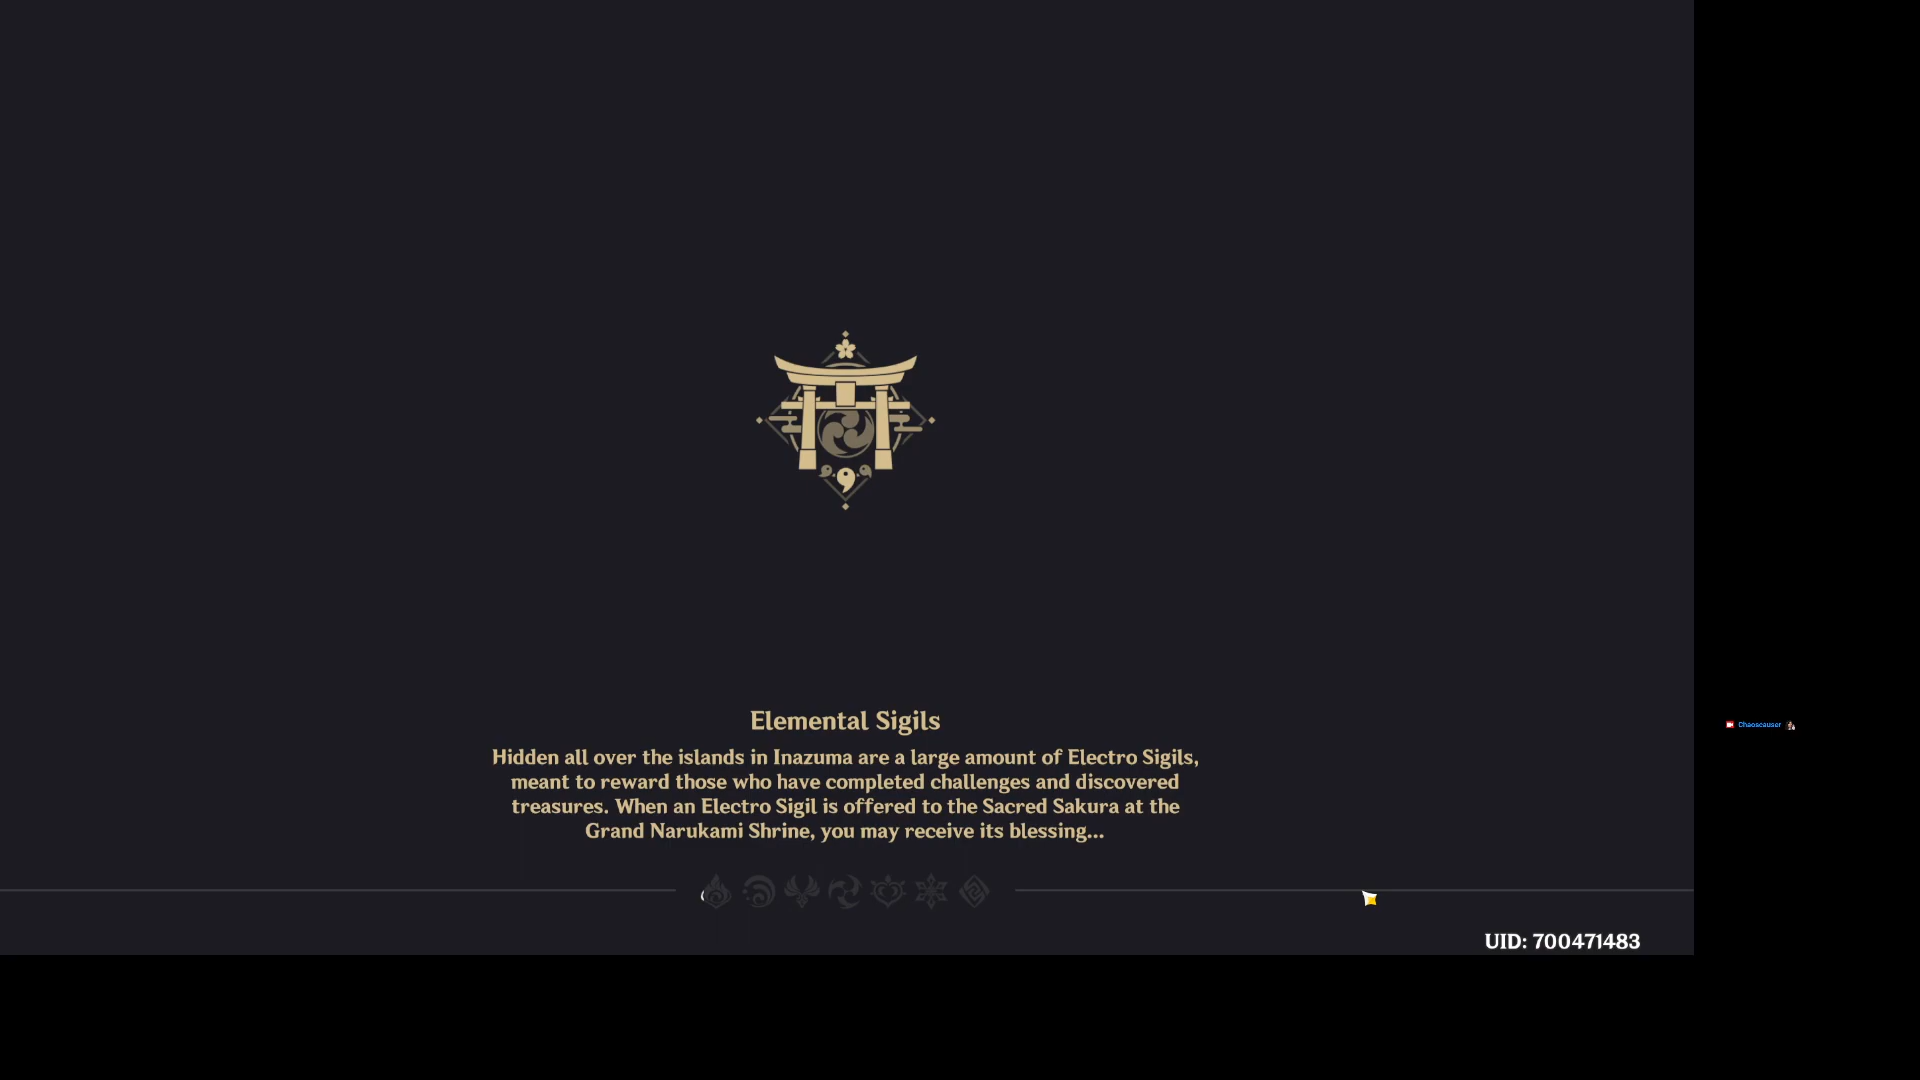 Elemental Sigils
Hidden all over the islands in Inazuma are a large amount of Electro Sigils,
meant to reward those who have completed challenges and discovered
treasures. When an Electro Sigil is offered to the Sacred Sakura at the
Grand Narukami Shrine, you may receive its blessing...
Chaoscauser
UID: 700471483